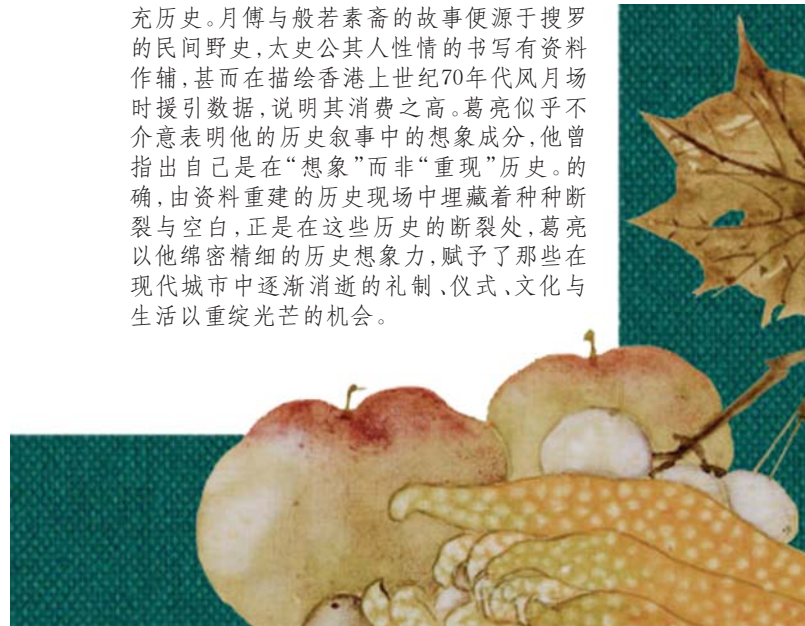 充历史。月傅与般若素斋的故事便源于搜罗
的民间野史,太史公其人性情的书写有资料
作辅,甚而在描绘香港上世纪70年代风月场
时援引数据,说明其消费之高。葛亮似乎不
介意表明他的历史叙事中的想象成分,他曾
指出自己是在“想象”而非“重现”历史。的
确,由资料重建的历史现场中埋藏着种种断
裂与空白,正是在这些历史的断裂处,葛亮
以他绵密精细的历史想象力,赋予了那些在
现代城市中逐渐消逝的礼制、仪式、文化与
生活以重绽光芒的机会。